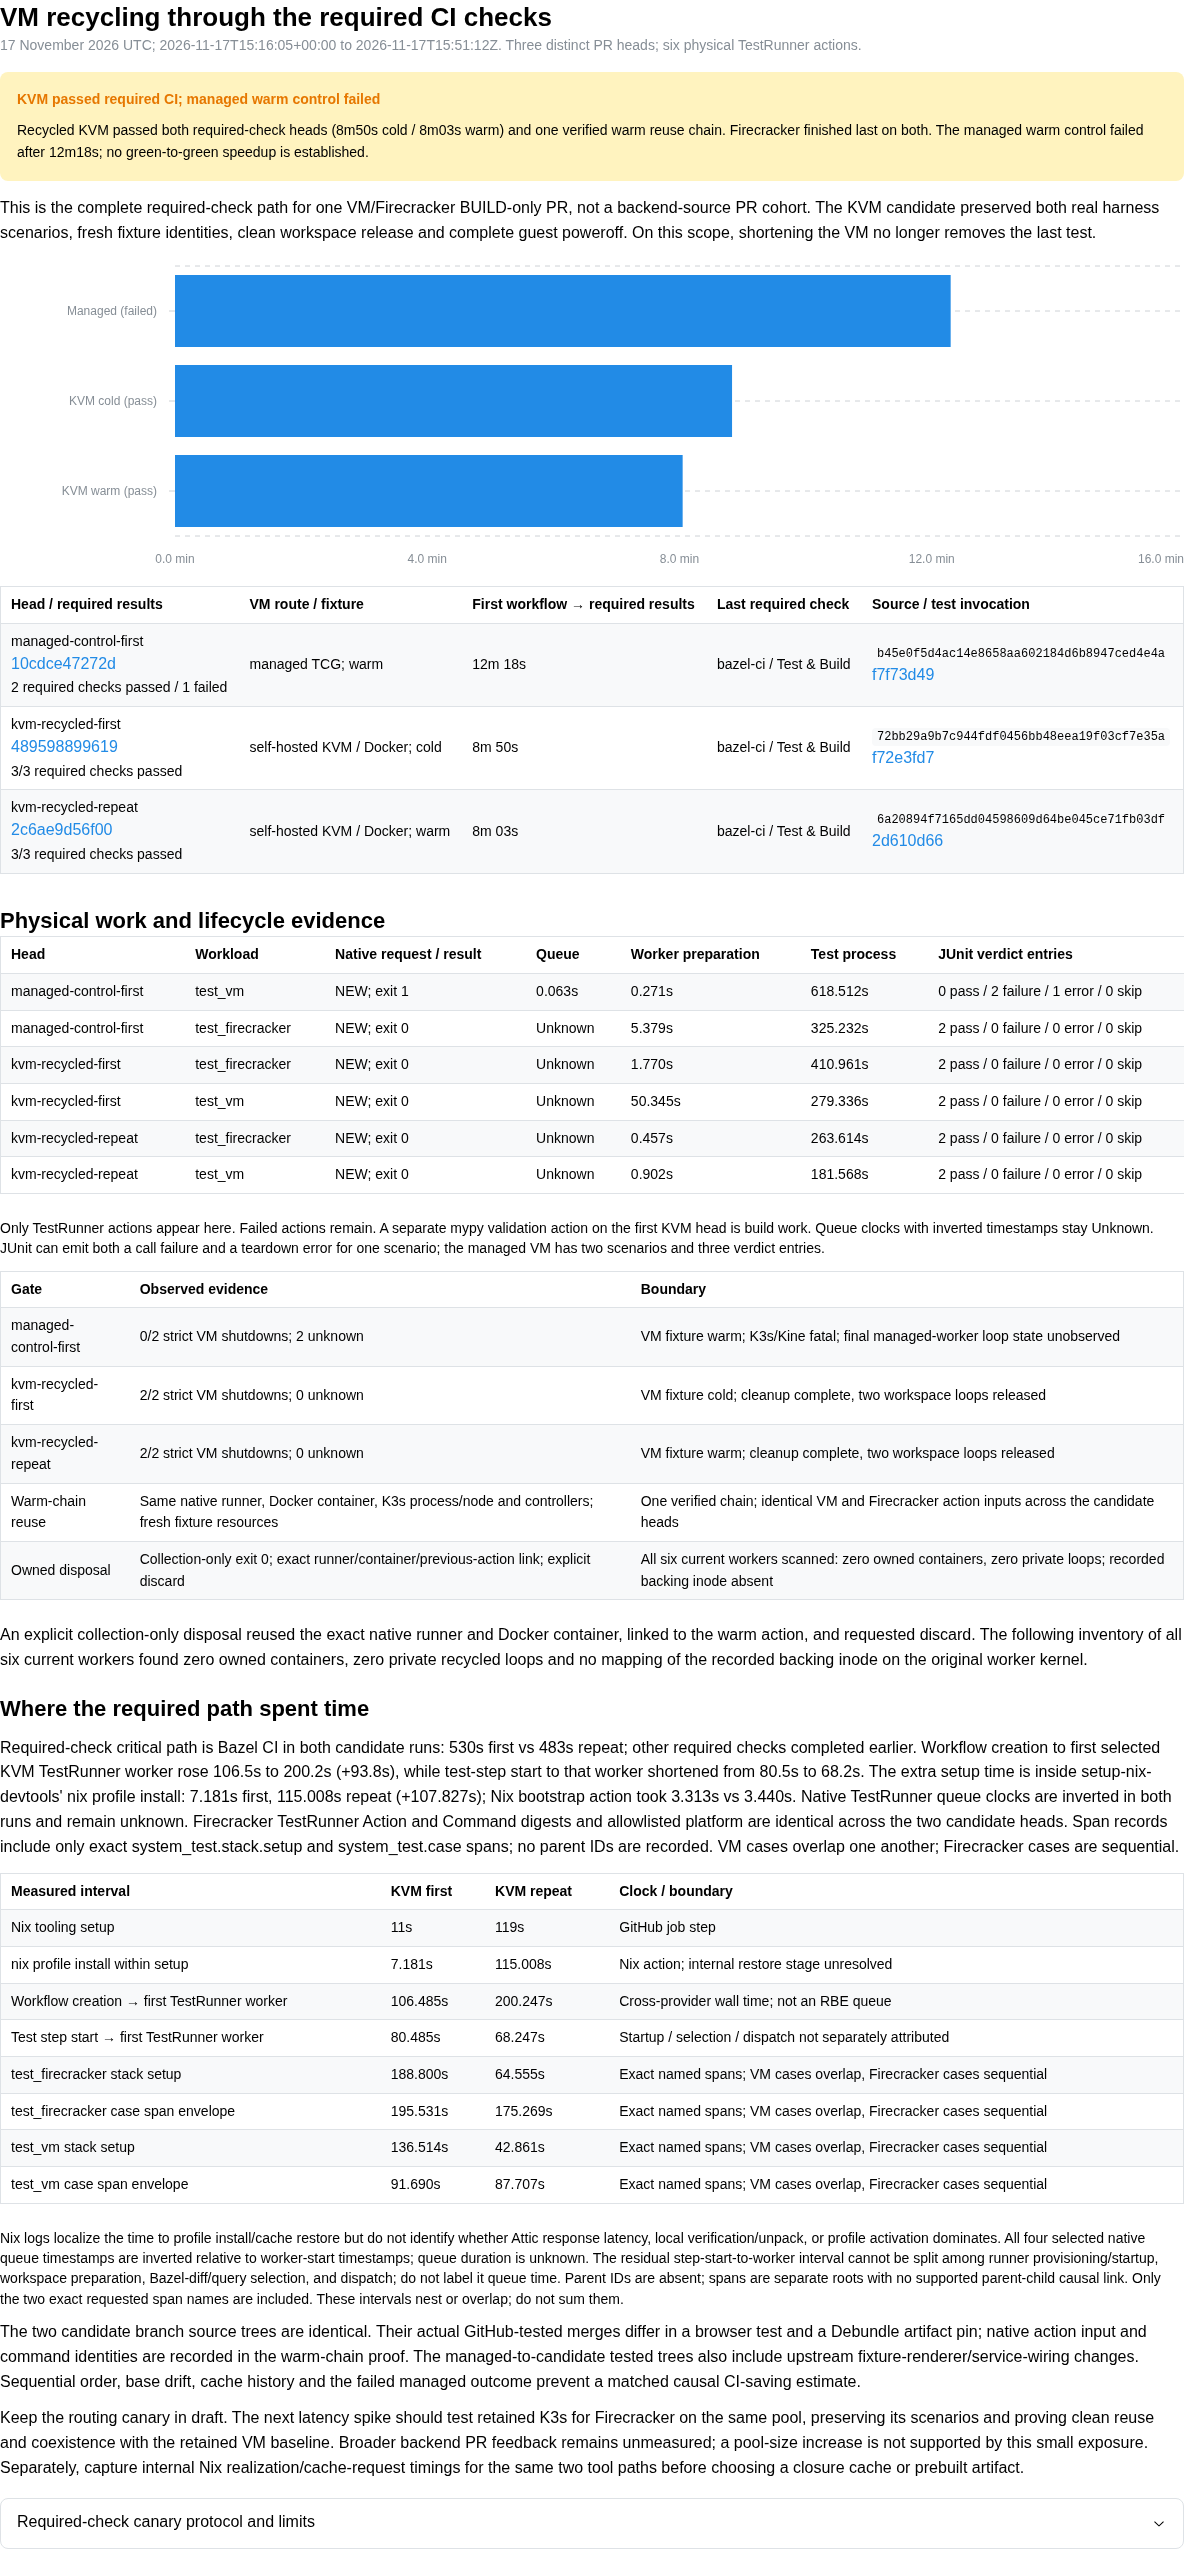 VM recycling through the required CI checks
17 November 2026 UTC; 2026-11-17T15:16:05+00:00 to 2026-11-17T15:51:12Z. Three distinct PR heads; six physical TestRunner actions.
KVM passed required CI; managed warm control failed
Recycled KVM passed both required-check heads (8m50s cold / 8m03s warm) and one verified warm reuse chain. Firecracker finished last on both. The managed warm control failed
after 12m18s; no green-to-green speedup is established.
This is the complete required-check path for one VM/Firecracker BUILD-only PR, not a backend-source PR cohort. The KVM candidate preserved both real harness
scenarios, fresh fixture identities, clean workspace release and complete guest poweroff. On this scope, shortening the VM no longer removes the last test.
Managed (failed)
KVM cold (pass)
KVM warm (pass)
0.0 min 4.0 min 8.0 min 12.0 min 16.0 min
Head / required results VM route / fixture First workflow → required results Last required check Source / test invocation
managed-control-first
10cdce47272d
2 required checks passed / 1 failed
managed TCG; warm 12m 18s bazel-ci / Test & Build
b45e0f5d4ac14e8658aa602184d6b8947ced4e4a
f7f73d49
kvm-recycled-first
489598899619
3/3 required checks passed
self-hosted KVM / Docker; cold 8m 50s bazel-ci / Test & Build
72bb29a9b7c944fdf0456bb48eea19f03cf7e35a
f72e3fd7
kvm-recycled-repeat
2c6ae9d56f00
3/3 required checks passed
self-hosted KVM / Docker; warm 8m 03s bazel-ci / Test & Build
6a20894f7165dd04598609d64be045ce71fb03df
2d610d66
Physical work and lifecycle evidence
Head Workload Native request / result Queue Worker preparation Test process JUnit verdict entries
managed-control-first test_vm NEW; exit 1 0.063s 0.271s 618.512s 0 pass / 2 failure / 1 error / 0 skip
managed-control-first test_firecracker NEW; exit 0 Unknown 5.379s 325.232s 2 pass / 0 failure / 0 error / 0 skip
kvm-recycled-first test_firecracker NEW; exit 0 Unknown 1.770s 410.961s 2 pass / 0 failure / 0 error / 0 skip
kvm-recycled-first test_vm NEW; exit 0 Unknown 50.345s 279.336s 2 pass / 0 failure / 0 error / 0 skip
kvm-recycled-repeat test_firecracker NEW; exit 0 Unknown 0.457s 263.614s 2 pass / 0 failure / 0 error / 0 skip
kvm-recycled-repeat test_vm NEW; exit 0 Unknown 0.902s 181.568s 2 pass / 0 failure / 0 error / 0 skip
Only TestRunner actions appear here. Failed actions remain. A separate mypy validation action on the first KVM head is build work. Queue clocks with inverted timestamps stay Unknown.
JUnit can emit both a call failure and a teardown error for one scenario; the managed VM has two scenarios and three verdict entries.
Gate Observed evidence Boundary
managed-
control-first
0/2 strict VM shutdowns; 2 unknown VM fixture warm; K3s/Kine fatal; final managed-worker loop state unobserved
kvm-recycled-
first
2/2 strict VM shutdowns; 0 unknown VM fixture cold; cleanup complete, two workspace loops released
kvm-recycled-
repeat
2/2 strict VM shutdowns; 0 unknown VM fixture warm; cleanup complete, two workspace loops released
Warm-chain
reuse
Same native runner, Docker container, K3s process/node and controllers;
fresh fixture resources
One verified chain; identical VM and Firecracker action inputs across the candidate
heads
Owned disposal
Collection-only exit 0; exact runner/container/previous-action link; explicit
discard
All six current workers scanned: zero owned containers, zero private loops; recorded
backing inode absent
An explicit collection-only disposal reused the exact native runner and Docker container, linked to the warm action, and requested discard. The following inventory of all
six current workers found zero owned containers, zero private recycled loops and no mapping of the recorded backing inode on the original worker kernel.
Where the required path spent time
Required-check critical path is Bazel CI in both candidate runs: 530s first vs 483s repeat; other required checks completed earlier. Workflow creation to first selected
KVM TestRunner worker rose 106.5s to 200.2s (+93.8s), while test-step start to that worker shortened from 80.5s to 68.2s. The extra setup time is inside setup-nix-
devtools' nix profile install: 7.181s first, 115.008s repeat (+107.827s); Nix bootstrap action took 3.313s vs 3.440s. Native TestRunner queue clocks are inverted in both
runs and remain unknown. Firecracker TestRunner Action and Command digests and allowlisted platform are identical across the two candidate heads. Span records
include only exact system_test.stack.setup and system_test.case spans; no parent IDs are recorded. VM cases overlap one another; Firecracker cases are sequential.
Measured interval KVM first KVM repeat Clock / boundary
Nix tooling setup 11s 119s GitHub job step
nix profile install within setup 7.181s 115.008s Nix action; internal restore stage unresolved
Workflow creation → first TestRunner worker 106.485s 200.247s Cross-provider wall time; not an RBE queue
Test step start → first TestRunner worker 80.485s 68.247s Startup / selection / dispatch not separately attributed
test_firecracker stack setup 188.800s 64.555s Exact named spans; VM cases overlap, Firecracker cases sequential
test_firecracker case span envelope 195.531s 175.269s Exact named spans; VM cases overlap, Firecracker cases sequential
test_vm stack setup 136.514s 42.861s Exact named spans; VM cases overlap, Firecracker cases sequential
test_vm case span envelope 91.690s 87.707s Exact named spans; VM cases overlap, Firecracker cases sequential
Nix logs localize the time to profile install/cache restore but do not identify whether Attic response latency, local verification/unpack, or profile activation dominates. All four selected native
queue timestamps are inverted relative to worker-start timestamps; queue duration is unknown. The residual step-start-to-worker interval cannot be split among runner provisioning/startup,
workspace preparation, Bazel-diff/query selection, and dispatch; do not label it queue time. Parent IDs are absent; spans are separate roots with no supported parent-child causal link. Only
the two exact requested span names are included. These intervals nest or overlap; do not sum them.
The two candidate branch source trees are identical. Their actual GitHub-tested merges differ in a browser test and a Debundle artifact pin; native action input and
command identities are recorded in the warm-chain proof. The managed-to-candidate tested trees also include upstream fixture-renderer/service-wiring changes.
Sequential order, base drift, cache history and the failed managed outcome prevent a matched causal CI-saving estimate.
Keep the routing canary in draft. The next latency spike should test retained K3s for Firecracker on the same pool, preserving its scenarios and proving clean reuse
and coexistence with the retained VM baseline. Broader backend PR feedback remains unmeasured; a pool-size increase is not supported by this small exposure.
Separately, capture internal Nix realization/cache-request timings for the same two tool paths before choosing a closure cache or prebuilt artifact.
Required-check canary protocol and limits